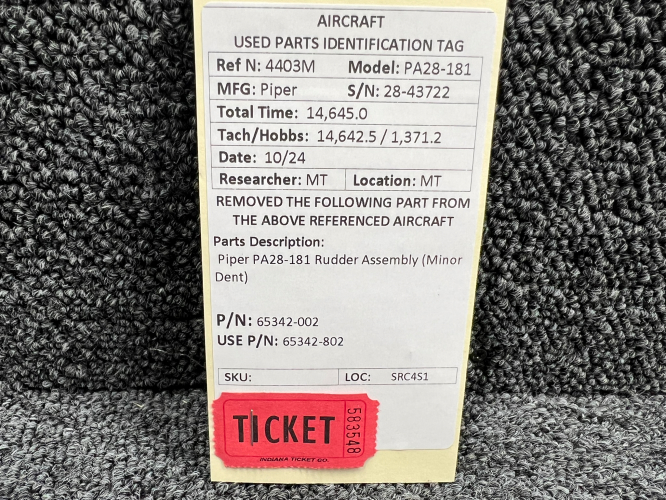 AIRCRAFT
USED PARTS IDENTIFICATION TAG
Ref N: 4403M Model: PA28-181
MFG: Piper S/N: 28-43722
Total Time: 14,645.0
Tach/Hobbs: 14,642.5 / 1,371.2
Date: 10/24
Researcher: MT Location: MT
REMOVED THE FOLLOWING PART FROM
THE ABOVE REFERENCED AIRCRAFT
Parts Description:
Piper PA28-181 Rudder Assembly (Minor
Dent)
P/N: 65342-002
USE P/N: 65342-802
SKU: LOC: SRC4S1
TICKET
583548
INDIANA TICKET CO.